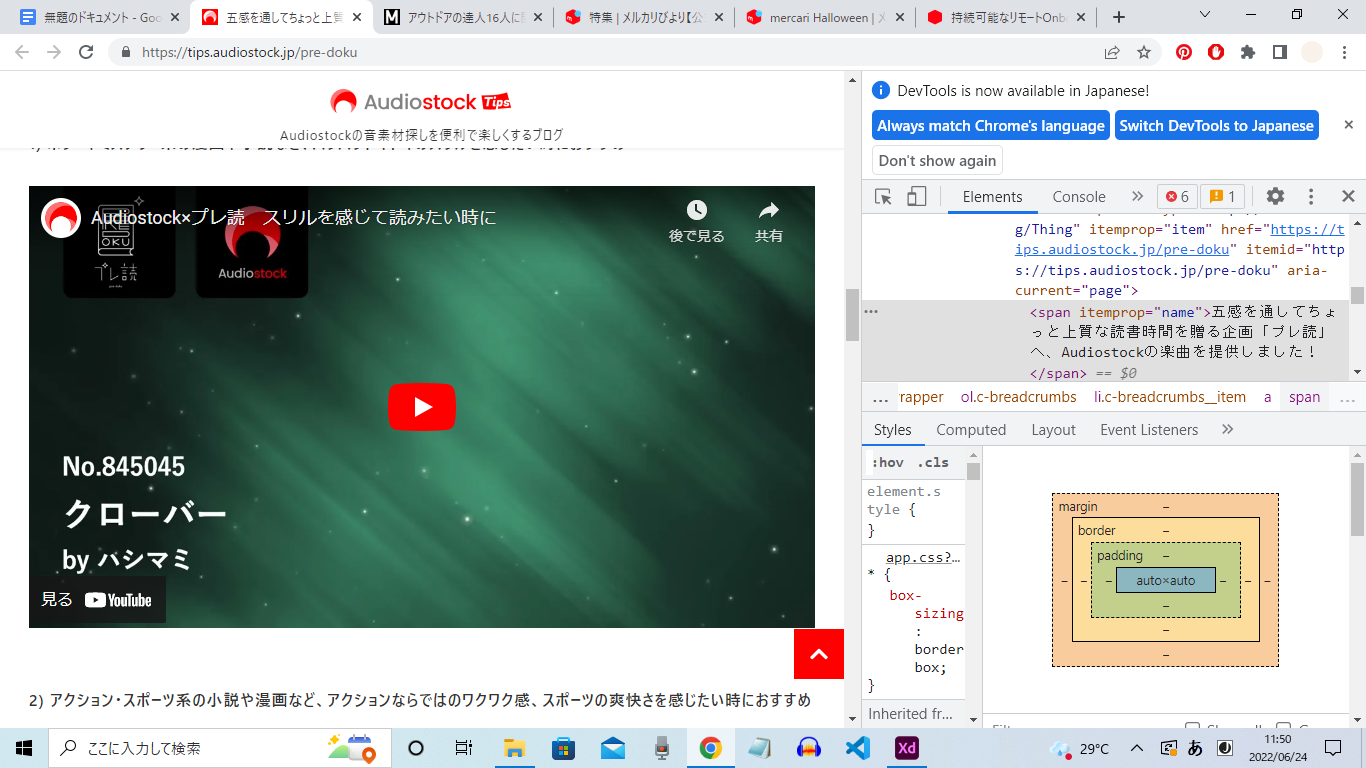 無題のドキュメント - Goo
五感を通してちょっと上質
アウトドアの達人16人に
特集 | メルカリびより【公
mercari Halloween | メ
持続可能なリモートOnb
https://tips.audiostock.jp/pre-doku
Audiostock Tips
Audiostockの音素材探しを便利で楽しくするブログ
Audiostock×プレ読 スリルを感じて読みたい時に
後で見る
共有
プレ読
Audiostock
No.845045
クローバー
by ハシマミ
見る YouTube
2) アクション・スポーツ系の小説や漫画など、アクションならではのワクワク感、スポーツの爽快さを感じたい時におすすめ
DevTools is now available in Japanese!
Always match Chrome's language
Switch DevTools to Japanese
Don't show again
Elements
Console
6
1
g/Thing" itemprop="item" href="https://t
ips.audiostock.jp/pre-doku" itemid="http
s://tips.audiostock.jp/pre-doku" aria-
current="page">
<span itemprop="name">五感を通してちょ
っと上質な読書時間を贈る企画「プレ読」
へ、Audiostockの楽曲を提供しました！
</span> == $0
... rapper ol.c-breadcrumbs li.c-breadcrumbs__item a span ...
Styles Computed Layout Event Listeners
:hov .cls
element.s
tyle {
}
app.css?…
* {
box-
sizing
:
border
box;
}
Inherited fr...
margin
border
padding
auto×auto
ここに入力して検索
Xd
29°C
あ
11:50
2022/06/24